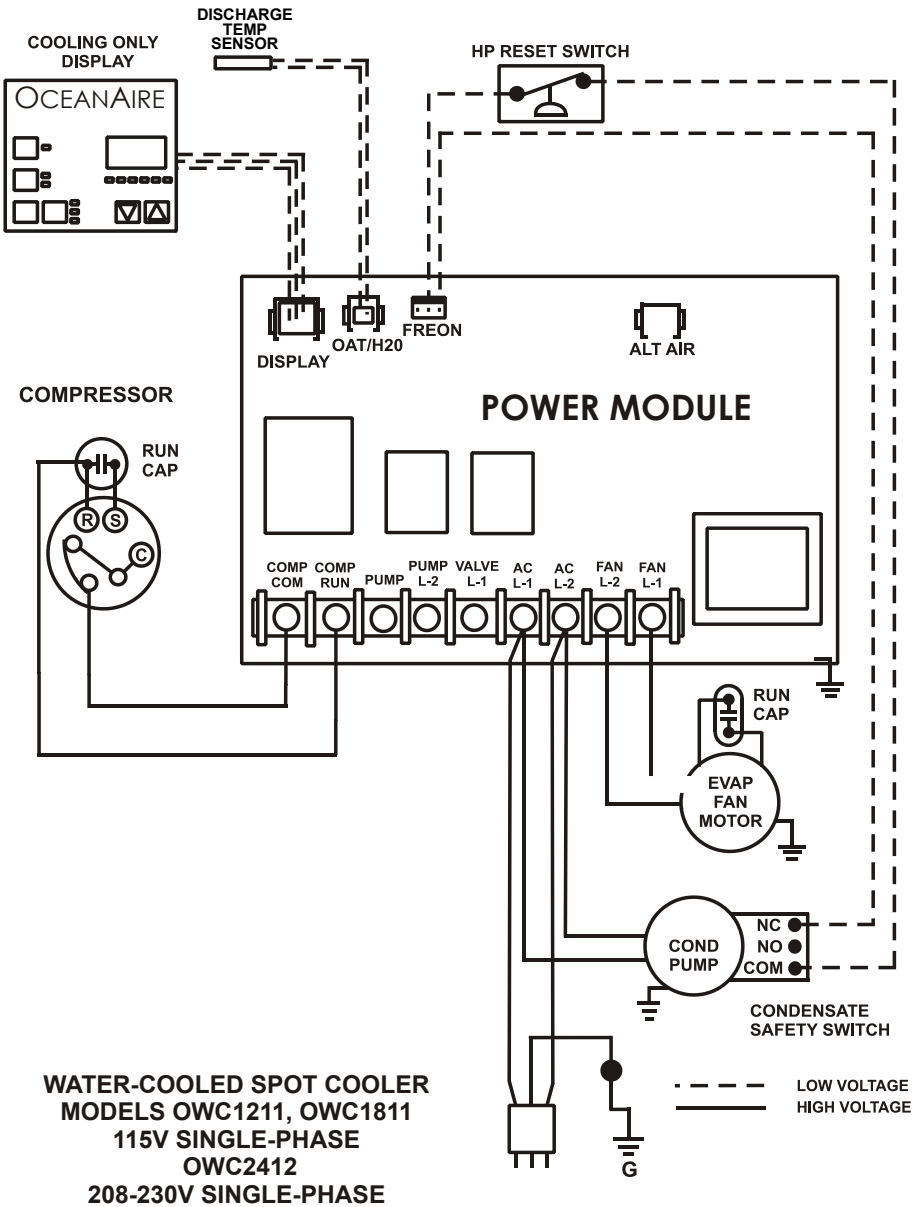 DISCHARGE
TEMP
SENSOR
COOLING ONLY
DISPLAY
OCEANAIRE
HP RESET SWITCH
DISPLAY
OAT/H20
FREON
ALT AIR
POWER MODULE
COMPRESSOR
RUN
CAP
R
S
C
COMP
COM
COMP
RUN
PUMP
PUMP
L-2
VALVE
L-1
AC
L-1
AC
L-2
FAN
L-2
FAN
L-1
RUN
CAP
EVAP
FAN
MOTOR
COND
PUMP
NC
NO
COM
CONDENSATE
SAFETY SWITCH
WATER-COOLED SPOT COOLER
MODELS OWC1211, OWC1811
115V SINGLE-PHASE
OWC2412
208-230V SINGLE-PHASE
G
LOW VOLTAGE
HIGH VOLTAGE